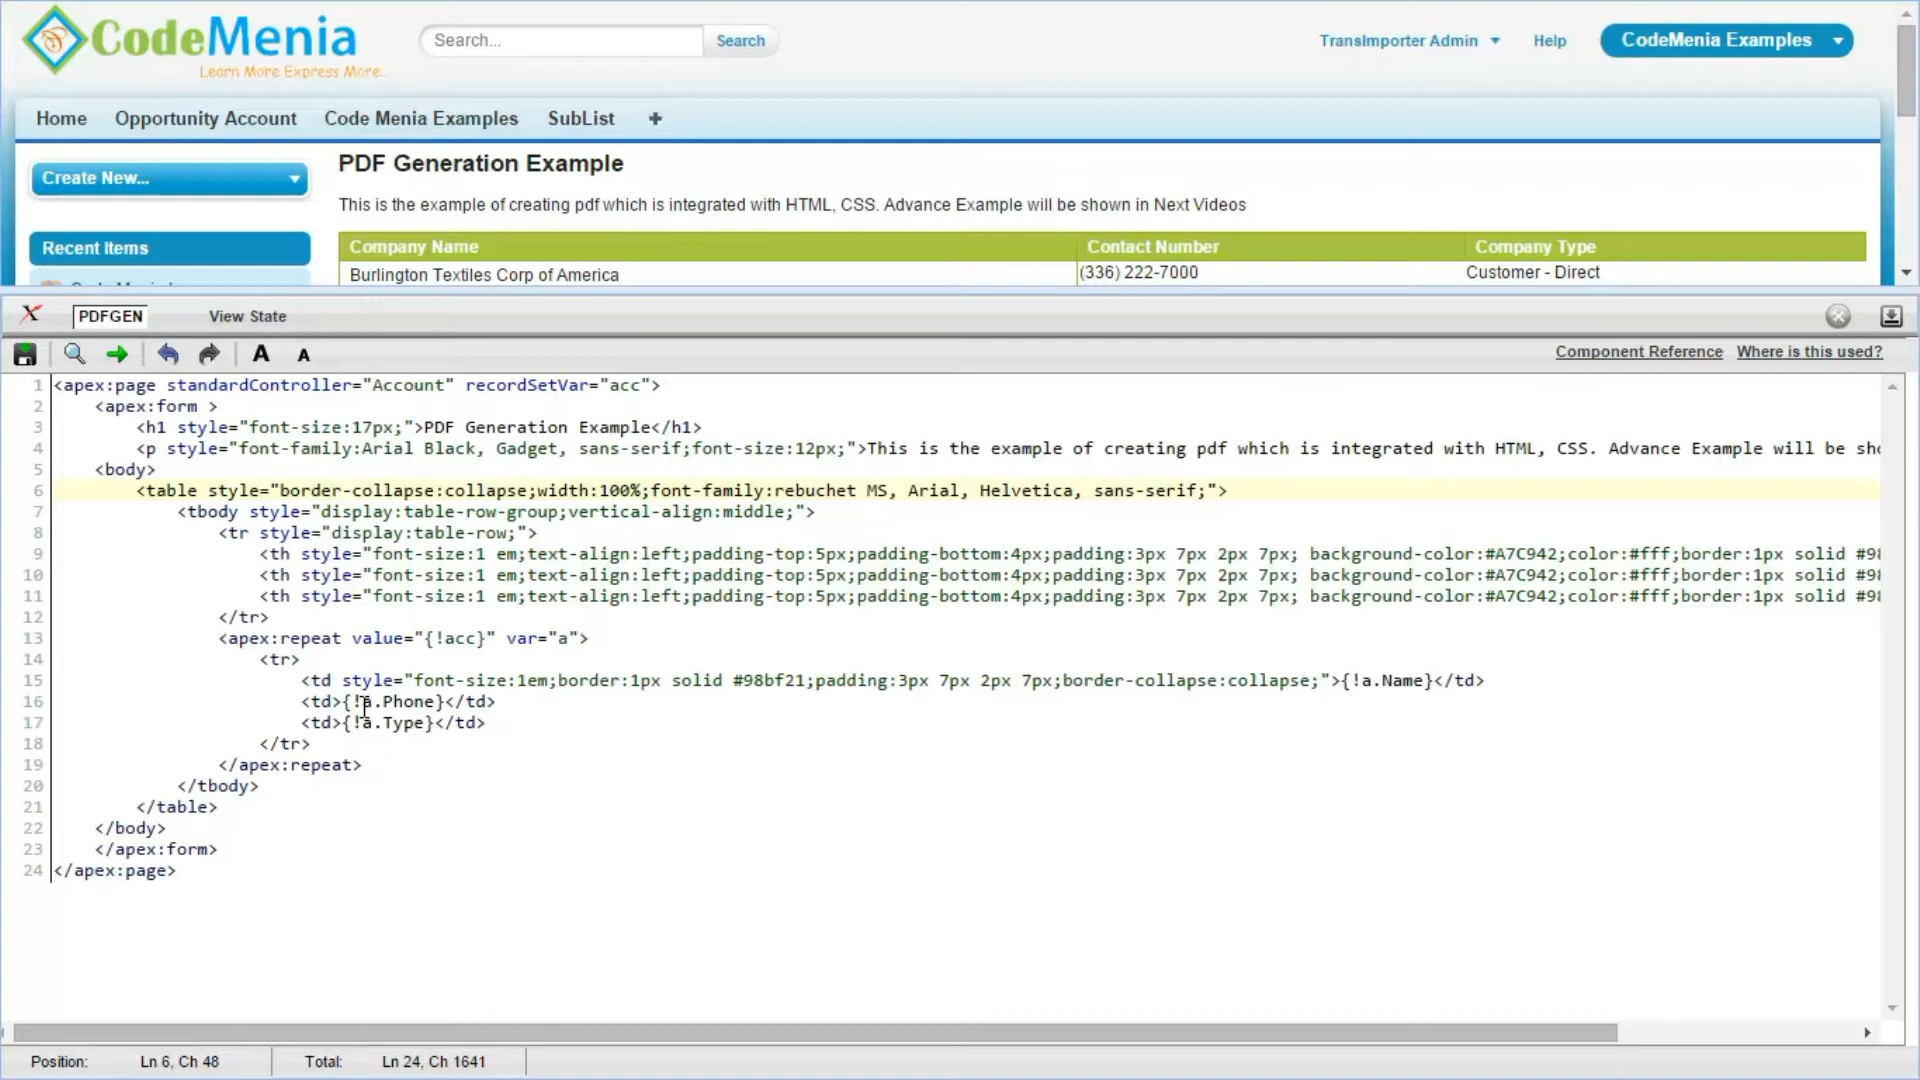 CodeMenia
Learn More Express More..
Search...
Search
TransImporter Admin
Help
CodeMenia Examples
Home
Opportunity Account
Code Menia Examples
SubList
Create New...
PDF Generation Example
This is the example of creating pdf which is integrated with HTML, CSS. Advance Example will be shown in Next Videos
Recent Items
Company Name
Contact Number
Company Type
Burlington Textiles Corp of America
(336) 222-7000
Customer - Direct
PDFGEN
View State
A
A
Component Reference
Where is this used?
1 <apex:page standardController="Account" recordSetVar="acc">
2 <apex:form >
3 <h1 style="font-size:17px;">PDF Generation Example</h1>
4 <p style="font-family:Arial Black, Gadget, sans-serif;font-size:12px;">This is the example of creating pdf which is integrated with HTML, CSS. Advance Example will be sh
5 <body>
6 <table style="border-collapse:collapse;width:100%;font-family:rebuchet MS, Arial, Helvetica, sans-serif;">
7 <tbody style="display:table-row-group;vertical-align:middle;">
8 <tr style="display:table-row;">
9 <th style="font-size:1 em;text-align:left;padding-top:5px;padding-bottom:4px;padding:3px 7px 2px 7px; background-color:#A7C942;color:#fff;border:1px solid #98
10 <th style="font-size:1 em;text-align:left;padding-top:5px;padding-bottom:4px;padding:3px 7px 2px 7px; background-color:#A7C942;color:#fff;border:1px solid #98
11 <th style="font-size:1 em;text-align:left;padding-top:5px;padding-bottom:4px;padding:3px 7px 2px 7px; background-color:#A7C942;color:#fff;border:1px solid #98
12 </tr>
13 <apex:repeat value="{!acc}" var="a">
14 <tr>
15 <td style="font-size:1em;border:1px solid #98bf21;padding:3px 7px 2px 7px;border-collapse:collapse;">{!a.Name}</td>
16 <td>{!a.Phone}</td>
17 <td>{!a.Type}</td>
18 </tr>
19 </apex:repeat>
20 </tbody>
21 </table>
22 </body>
23 </apex:form>
24 </apex:page>
Position: Ln 6, Ch 48
Total: Ln 24, Ch 1641